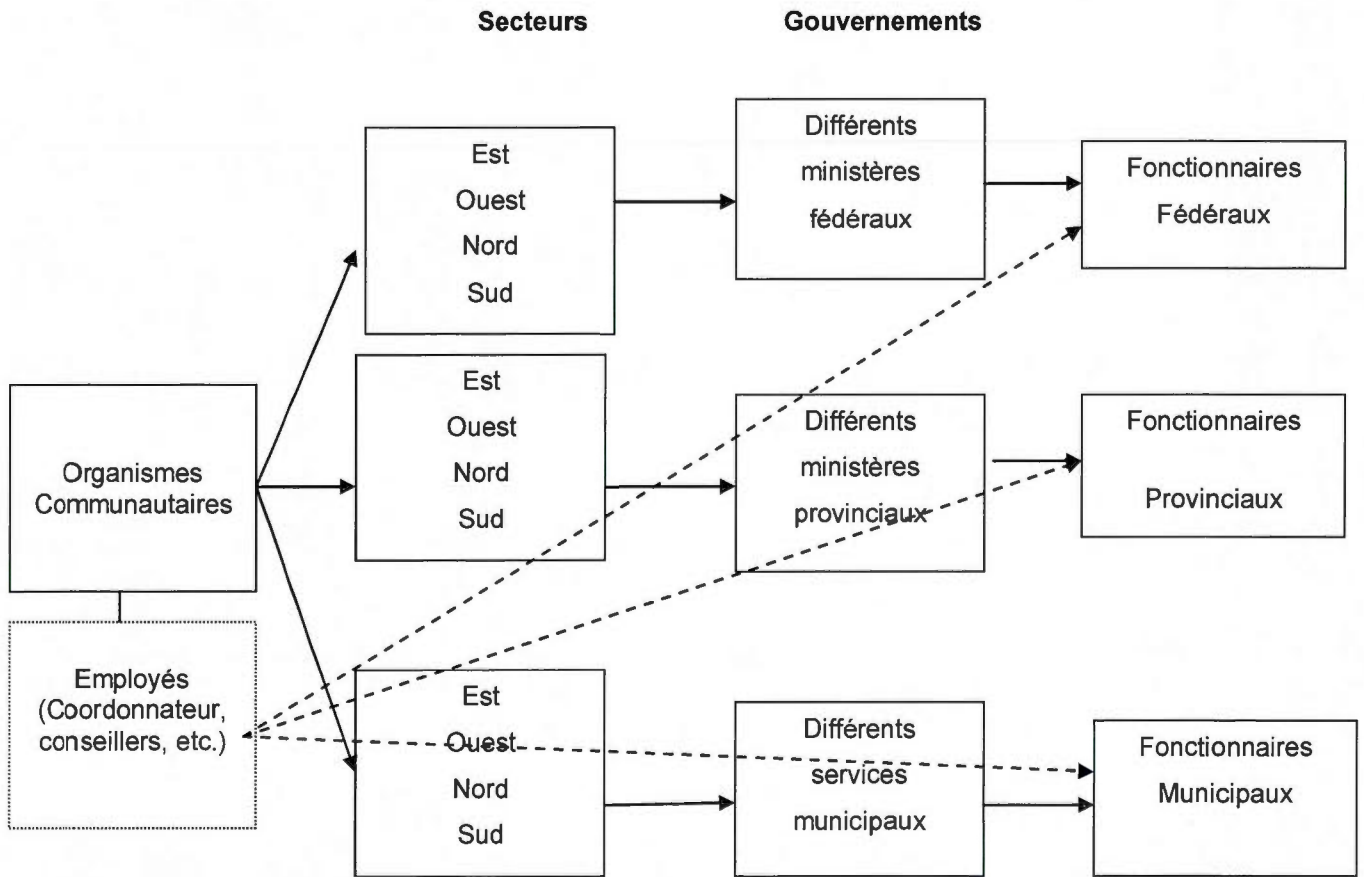 Secteurs
Gouvernements
Est
Ouest
Nord
Sud
Différents
ministères
fédéraux
Fonctionnaires
Fédéraux
Organismes
Communautaires
Est
Ouest
Nord
Sud
Différents
ministères
provinciaux
Fonctionnaires
Provinciaux
Employés
(Coordonnateur,
conseillers, etc.)
Est
Ouest
Nord
Sud
Différents
services
municipaux
Fonctionnaires
Municipaux